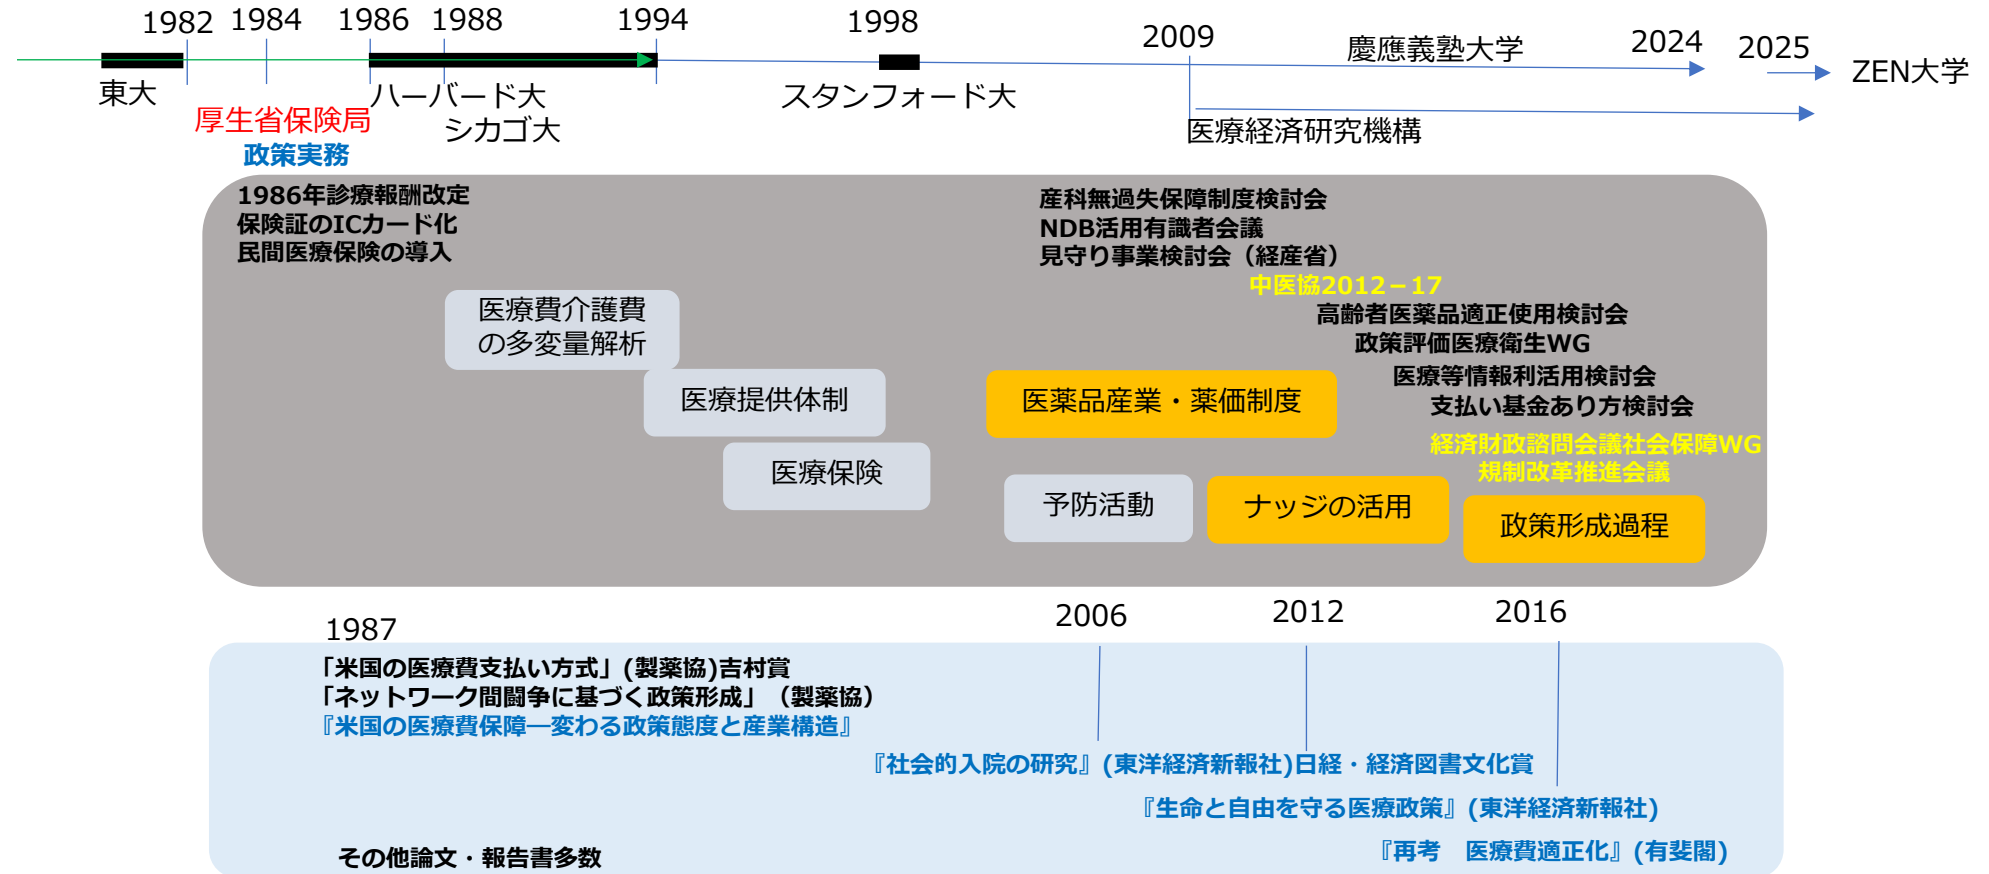 1982 1984 1986 1988 1994 1998 2009 慶應義塾大学 2024 2025
東大 ハーバード大 スタンフォード大 ZEN大学
厚生省保険局 シカゴ大 医療経済研究機構
政策実務
1986年診療報酬改定
保険証のICカード化
民間医療保険の導入
産科無過失保障制度検討会
NDB活用有識者会議
見守り事業検討会（経産省）
中医協2012－17
高齢者医薬品適正使用検討会
政策評価医療衛生WG
医療等情報利活用検討会
支払い基金あり方検討会
経済財政諮問会議社会保障WG
規制改革推進会議
医療費介護費
の多変量解析
医療提供体制
医療保険
医薬品産業・薬価制度
予防活動
ナッジの活用
政策形成過程
1987 2006 2012 2016
「米国の医療費支払い方式」(製薬協)吉村賞
「ネットワーク間闘争に基づく政策形成」（製薬協）
『米国の医療費保障―変わる政策態度と産業構造』
『社会的入院の研究』(東洋経済新報社)日経・経済図書文化賞
『生命と自由を守る医療政策』(東洋経済新報社)
『再考　医療費適正化』(有斐閣)
その他論文・報告書多数